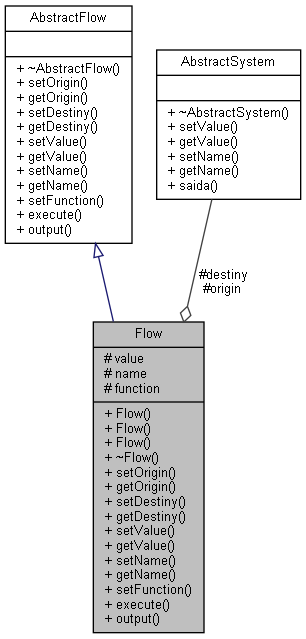 AbstractFlow
+ ~AbstractFlow()
+ setOrigin()
+ getOrigin()
+ setDestiny()
+ getDestiny()
+ setValue()
+ getValue()
+ setName()
+ getName()
+ setFunction()
+ execute()
+ output()
AbstractSystem
+ ~AbstractSystem()
+ setValue()
+ getValue()
+ setName()
+ getName()
+ saida()
#destiny
#origin
Flow
# value
# name
# function
+ Flow()
+ Flow()
+ Flow()
+ ~Flow()
+ setOrigin()
+ getOrigin()
+ setDestiny()
+ getDestiny()
+ setValue()
+ getValue()
+ setName()
+ getName()
+ setFunction()
+ execute()
+ output()